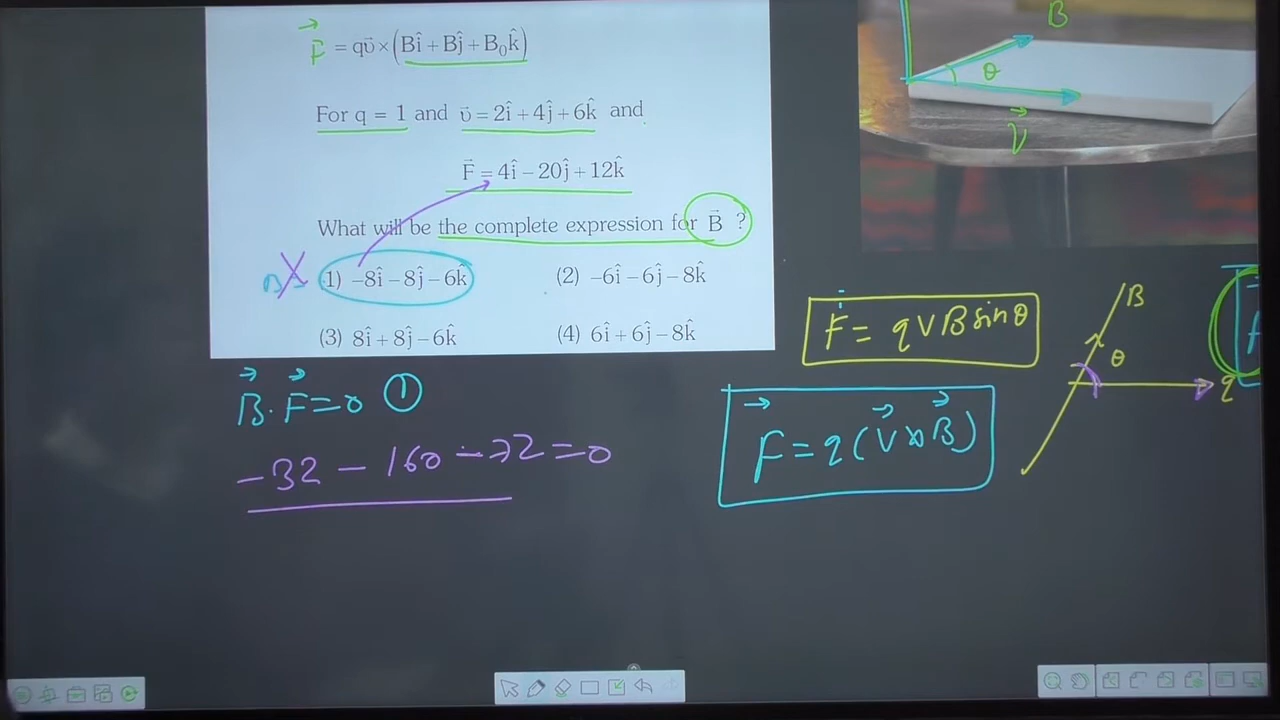 F⃗ = qυ⃗×(Bî+Bĵ+B₀k̂)
For q = 1 and υ⃗ = 2î+4ĵ+6k̂ and
F⃗ = 4î−20ĵ+12k̂
What will be the complete expression for B⃗ ?
(1) -8î−8ĵ−6k̂ (2) -6î−6ĵ−8k̂
(3) 8î+8ĵ−6k̂ (4) 6î+6ĵ−8k̂
B
θ
V⃗
B⃗.F⃗=0 ①
-32 - 160 - 72 = 0
F = qVB sinθ
F⃗ = q(V⃗×B⃗)
B
θ
q